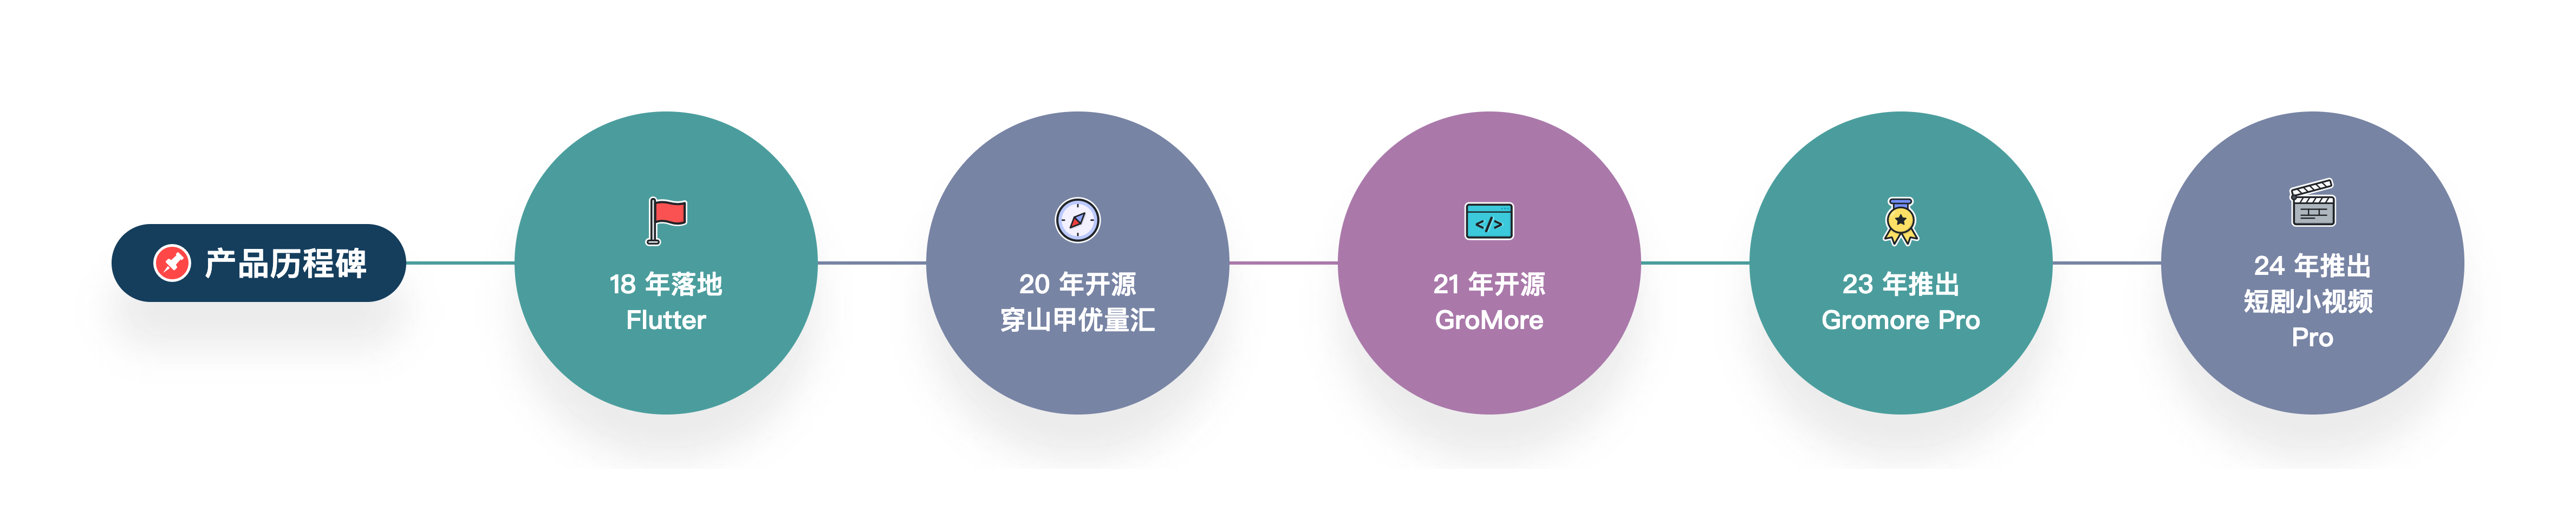 产品历程碑
18 年落地
Flutter
20 年开源
穿山甲优量汇
21 年开源
GroMore
23 年推出
Gromore Pro
24 年推出
短剧小视频
Pro